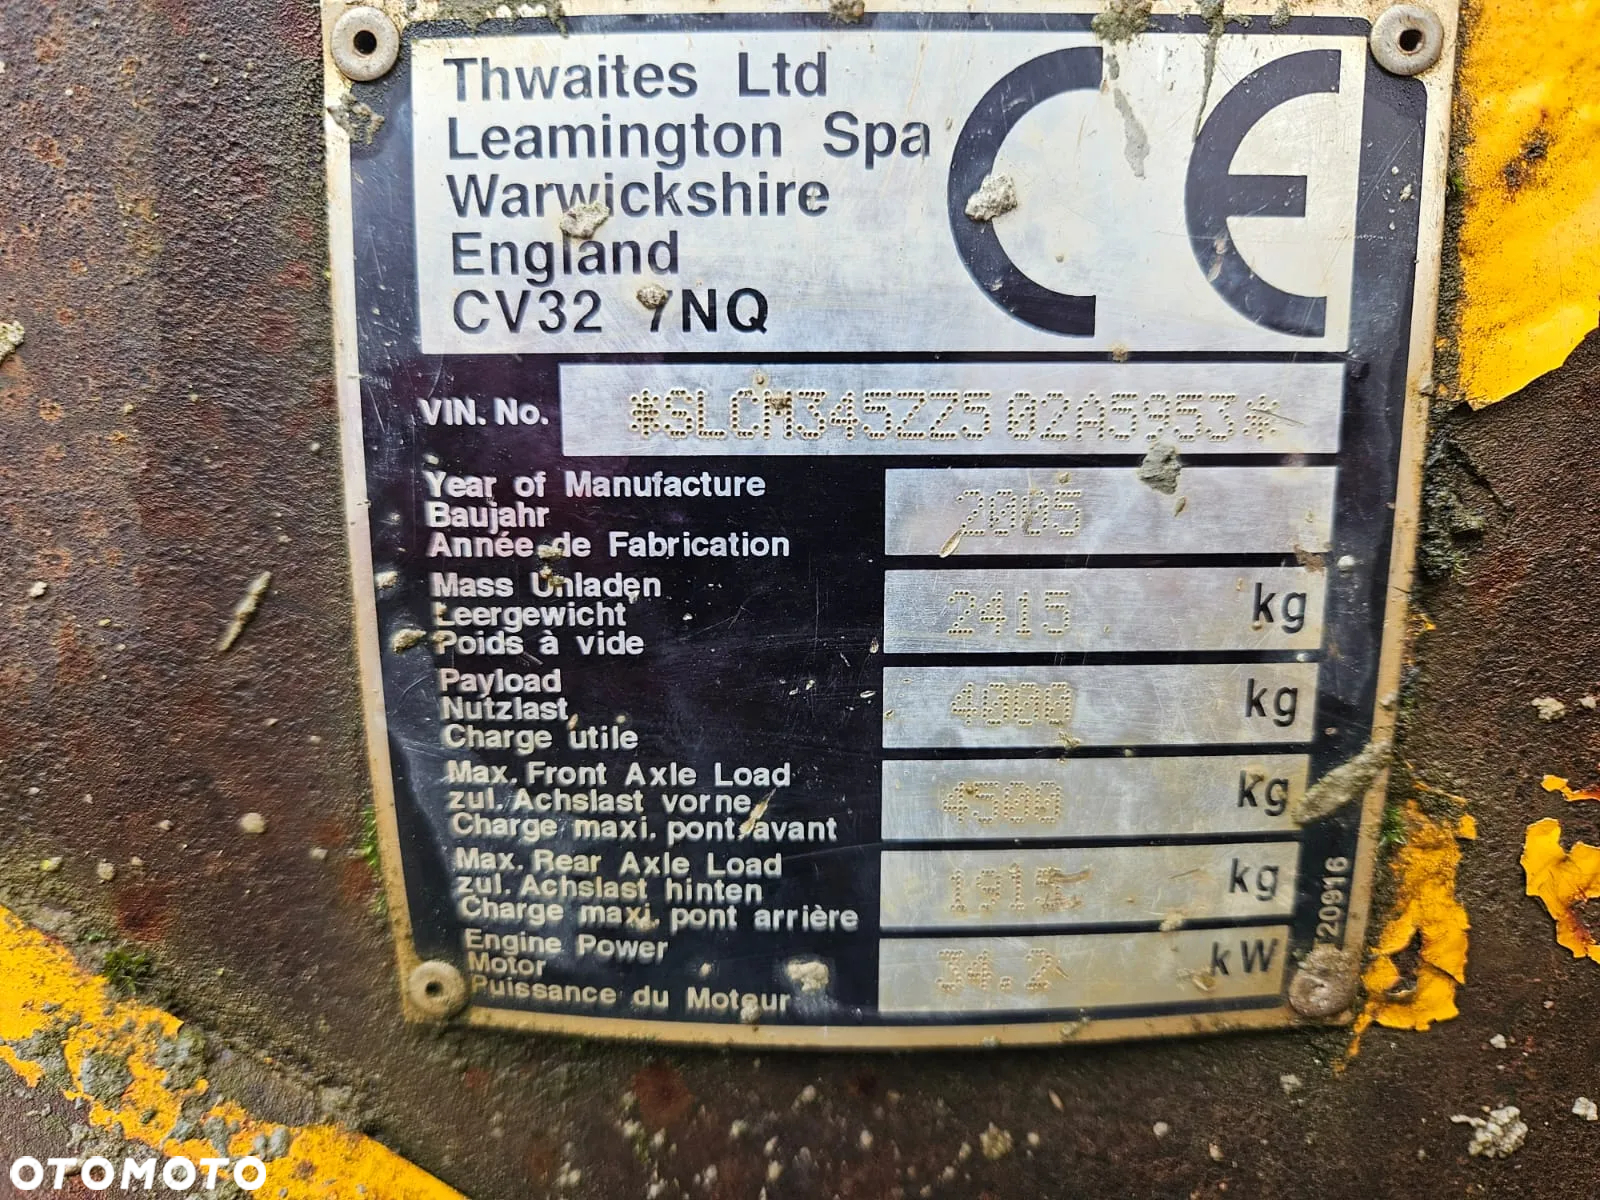 Thwaites Ltd
Leamington Spa
Warwickshire
England
CV32 7NQ
CE
VIN. No. *SLCM345ZZ502A5953*
Year of Manufacture
Baujahr
Année de Fabrication
2005
Mass Unladen
Leergewicht
Poids à vide
2415 kg
Payload
Nutzlast
Charge utile
4000 kg
Max. Front Axle Load
zul. Achslast vorne
Charge maxi. pont avant
4500 kg
Max. Rear Axle Load
zul. Achslast hinten
Charge maxi. pont arrière
1915 kg
Engine Power
Motor
Puissance du Moteur
34.2 kW
OTOMOTO